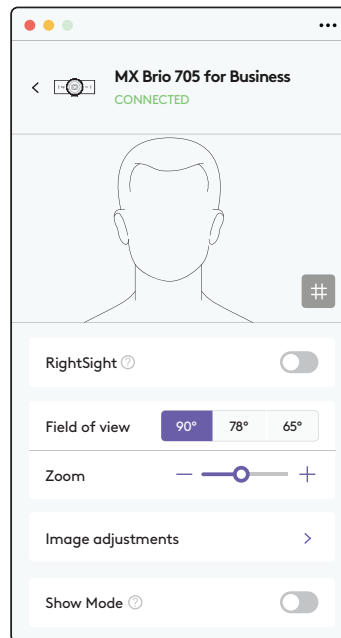 MX Brio 705 for Business
CONNECTED
RightSight ?
Field of view 90° 78° 65°
Zoom
Image adjustments
Show Mode ?